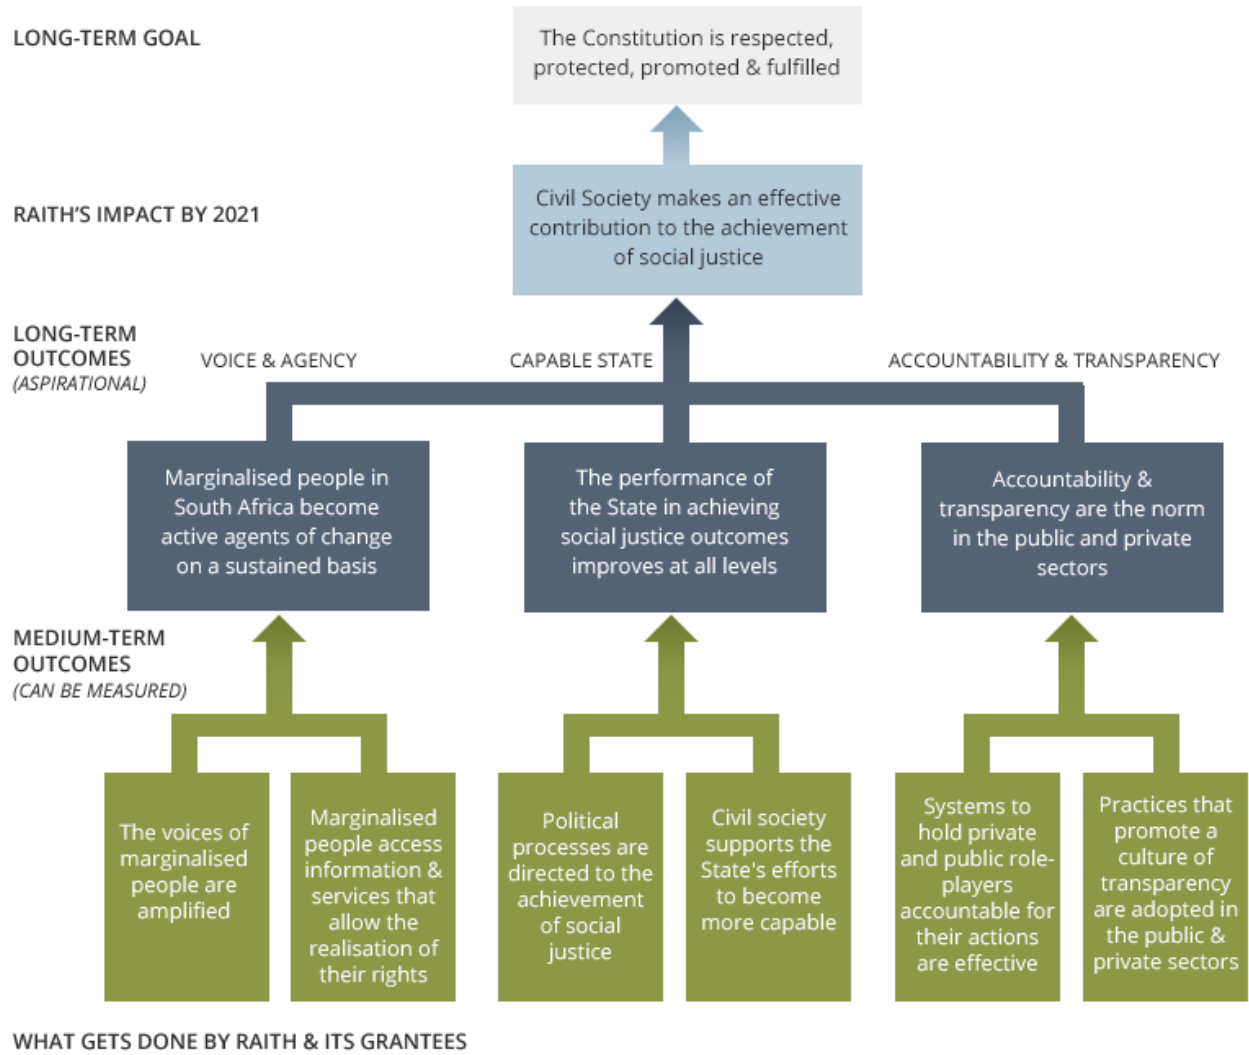 LONG-TERM GOAL
The Constitution is respected,
protected, promoted & fulfilled
RAITH'S IMPACT BY 2021
Civil Society makes an effective
contribution to the achievement
of social justice
LONG-TERM
OUTCOMES
(ASPIRATIONAL)
VOICE & AGENCY
CAPABLE STATE
ACCOUNTABILITY & TRANSPARENCY
Marginalised people in
South Africa become
active agents of change
on a sustained basis
The performance of
the State in achieving
social justice outcomes
improves at all levels
Accountability &
transparency are the norm
in the public and private
sectors
MEDIUM-TERM
OUTCOMES
(CAN BE MEASURED)
The voices of
marginalised
people are
amplified
Marginalised
people access
information &
services that
allow the
realisation of
their rights
Political
processes are
directed to the
achievement
of social
justice
Civil society
supports the
State's efforts
to become
more capable
Systems to
hold private
and public role-
players
accountable for
their actions
are effective
Practices that
promote a
culture of
transparency
are adopted in
the public &
private sectors
WHAT GETS DONE BY RAITH & ITS GRANTEES